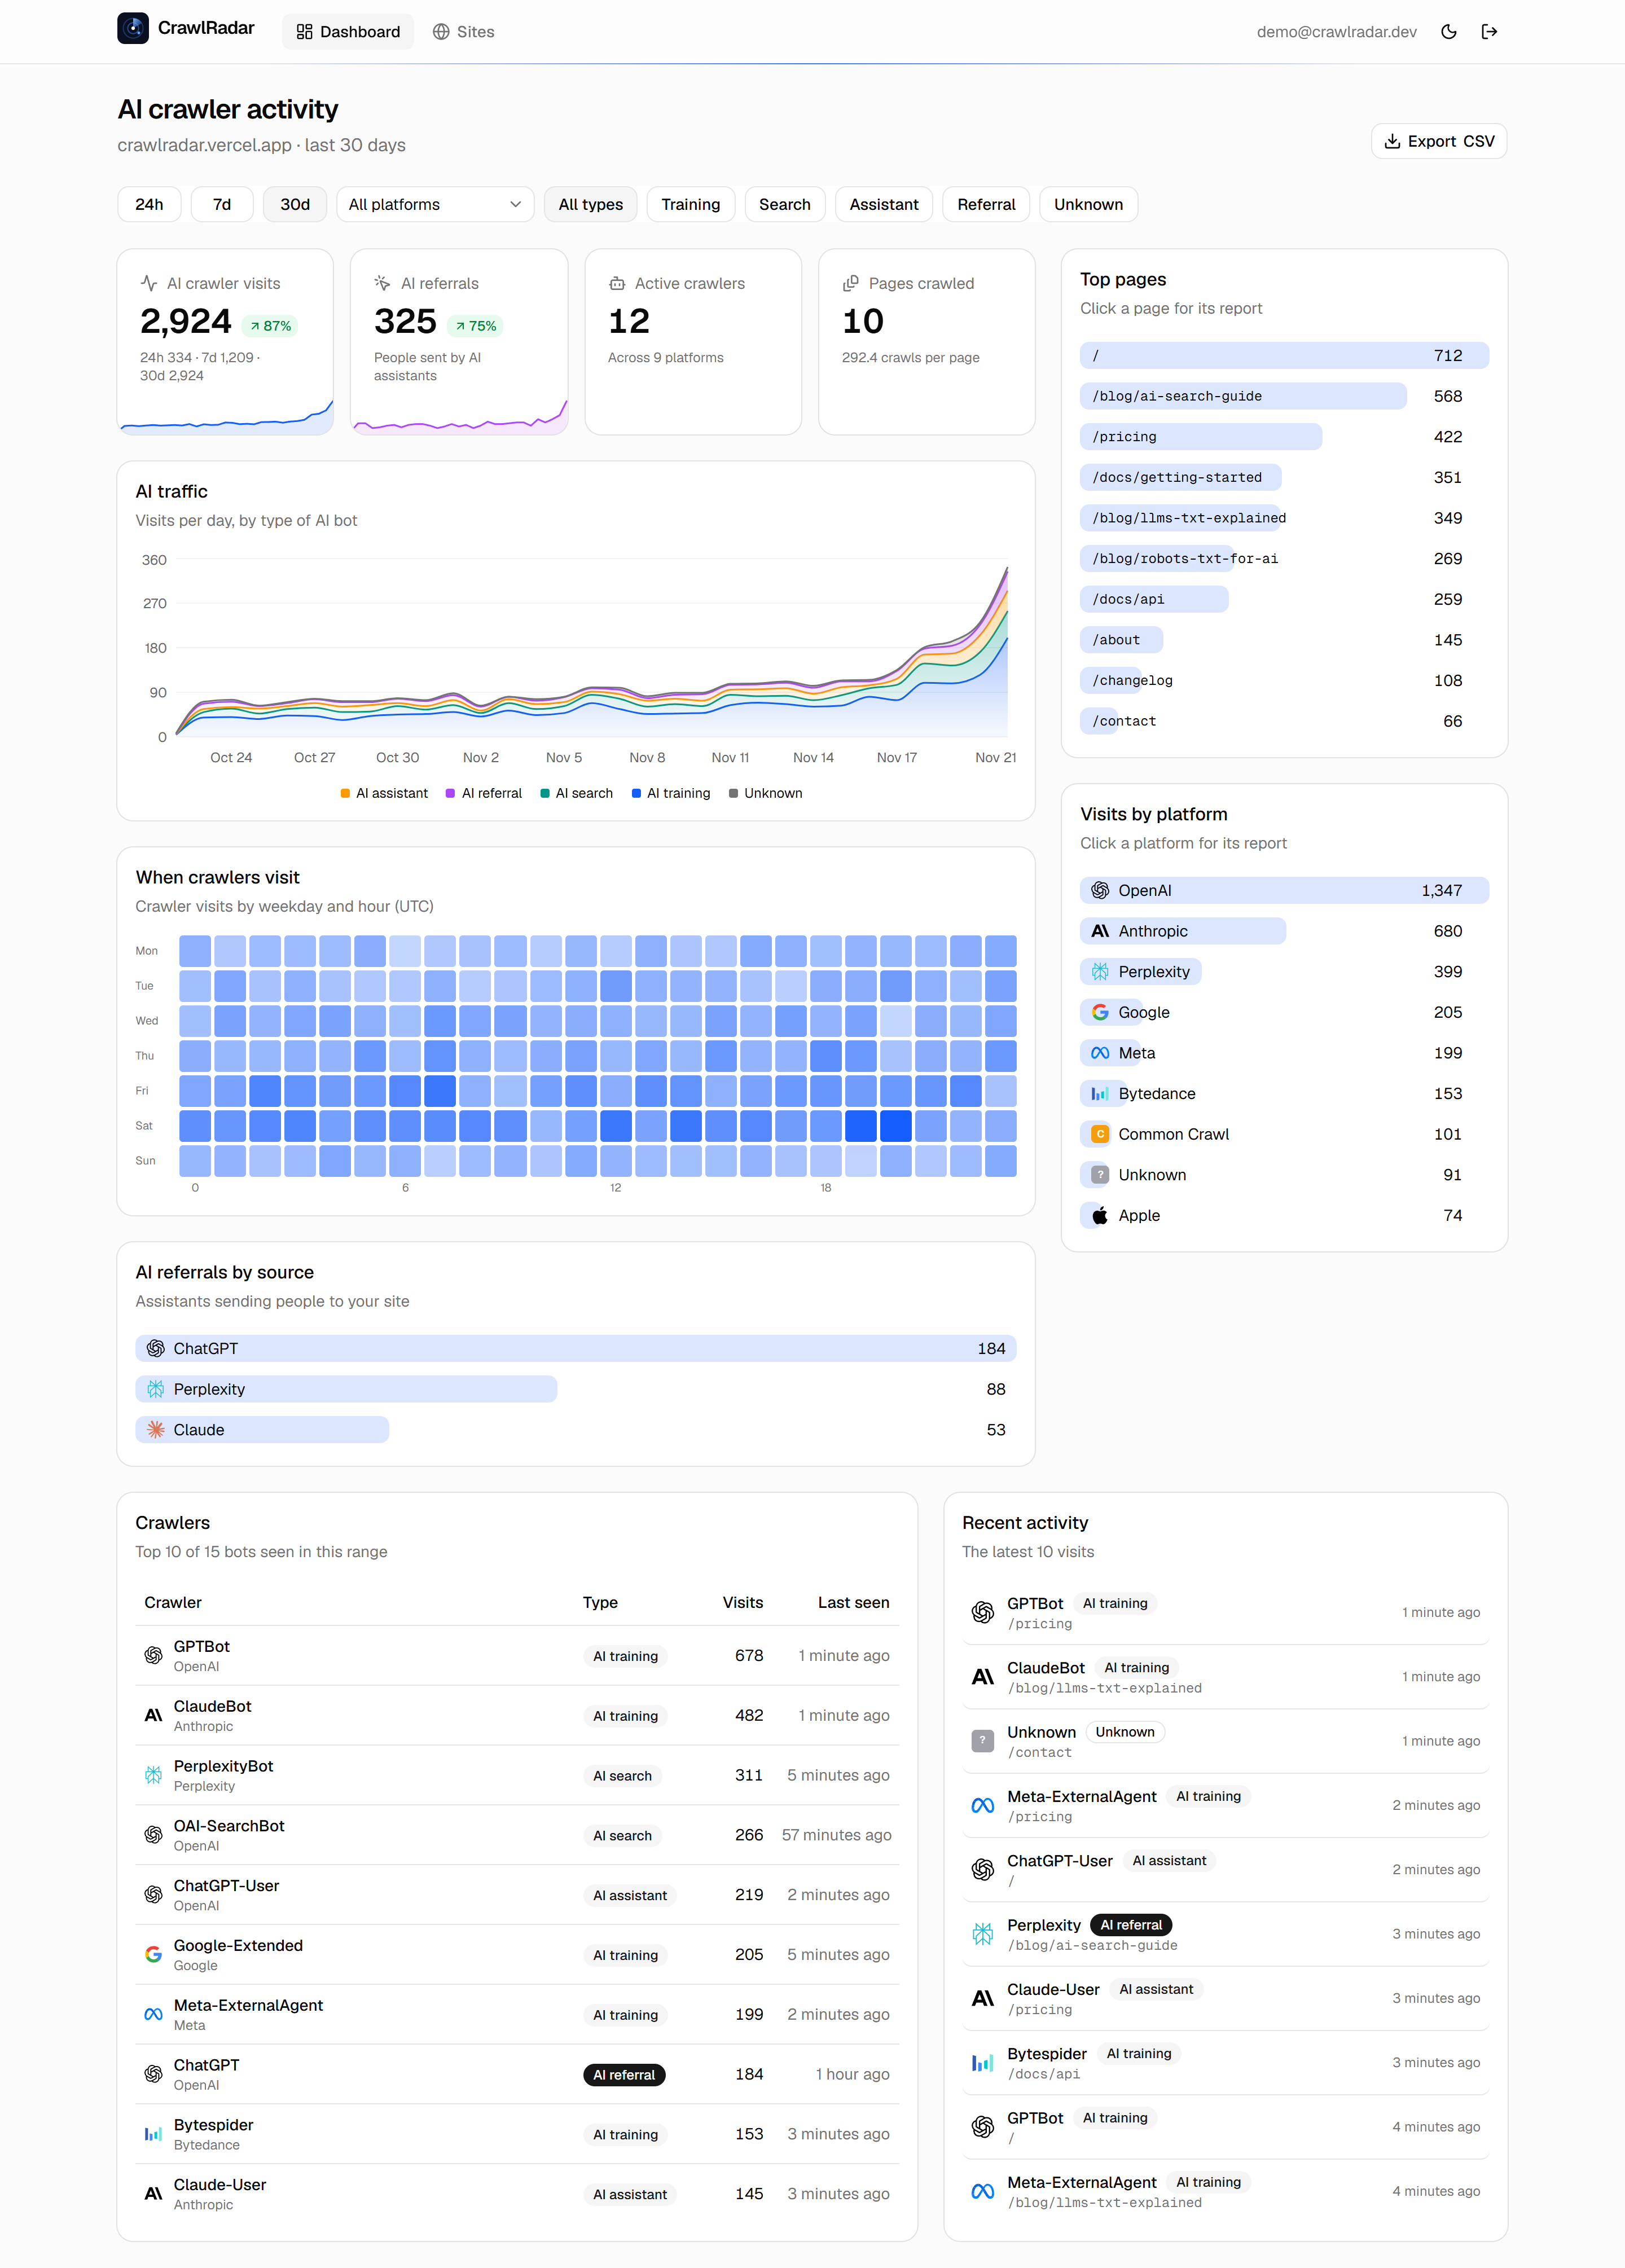 CrawlRadar
Dashboard
Sites
demo@crawlradar.dev
AI crawler activity
crawlradar.vercel.app · last 30 days
Export CSV
24h
7d
30d
All platforms
All types
Training
Search
Assistant
Referral
Unknown
AI crawler visits
2,924
87%
24h 334 · 7d 1,209 ·
30d 2,924
AI referrals
325
75%
People sent by AI
assistants
Active crawlers
12
Across 9 platforms
Pages crawled
10
292.4 crawls per page
AI traffic
Visits per day, by type of AI bot
360
270
180
90
0
Oct 24 Oct 27 Oct 30 Nov 2 Nov 5 Nov 8 Nov 11 Nov 14 Nov 17 Nov 21
AI assistant AI referral AI search AI training Unknown
When crawlers visit
Crawler visits by weekday and hour (UTC)
Mon
Tue
Wed
Thu
Fri
Sat
Sun
0 6 12 18
AI referrals by source
Assistants sending people to your site
ChatGPT 184
Perplexity 88
Claude 53
Top pages
Click a page for its report
/ 712
/blog/ai-search-guide 568
/pricing 422
/docs/getting-started 351
/blog/llms-txt-explained 349
/blog/robots-txt-for-ai 269
/docs/api 259
/about 145
/changelog 108
/contact 66
Visits by platform
Click a platform for its report
OpenAI 1,347
Anthropic 680
Perplexity 399
Google 205
Meta 199
Bytedance 153
C Common Crawl 101
? Unknown 91
Apple 74
Crawlers
Top 10 of 15 bots seen in this range
Crawler Type Visits Last seen
GPTBot
OpenAI
AI training 678 1 minute ago
ClaudeBot
Anthropic
AI training 482 1 minute ago
PerplexityBot
Perplexity
AI search 311 5 minutes ago
OAI-SearchBot
OpenAI
AI search 266 57 minutes ago
ChatGPT-User
OpenAI
AI assistant 219 2 minutes ago
Google-Extended
Google
AI training 205 5 minutes ago
Meta-ExternalAgent
Meta
AI training 199 2 minutes ago
ChatGPT
OpenAI
AI referral 184 1 hour ago
Bytespider
Bytedance
AI training 153 3 minutes ago
Claude-User
Anthropic
AI assistant 145 3 minutes ago
Recent activity
The latest 10 visits
GPTBot AI training
/pricing
1 minute ago
ClaudeBot AI training
/blog/llms-txt-explained
1 minute ago
? Unknown Unknown
/contact
1 minute ago
Meta-ExternalAgent AI training
/pricing
2 minutes ago
ChatGPT-User AI assistant
/
2 minutes ago
Perplexity AI referral
/blog/ai-search-guide
3 minutes ago
Claude-User AI assistant
/pricing
3 minutes ago
Bytespider AI training
/docs/api
3 minutes ago
GPTBot AI training
/
4 minutes ago
Meta-ExternalAgent AI training
/blog/llms-txt-explained
4 minutes ago